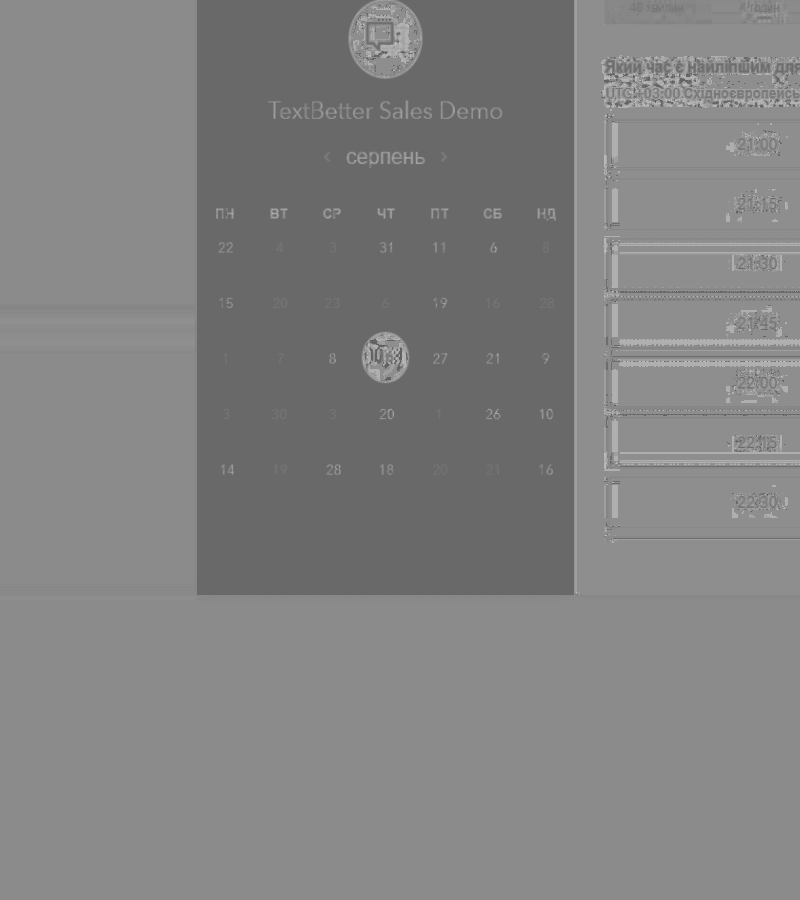 40 хвилин 4 годин
TextBetter Sales Demo
‹ серпень ›
ПН ВТ СР ЧТ ПТ СБ НД
22 4 3 31 11 6 8
15 20 23 6 19 16 28
1 7 8 27 21 9
3 30 3 20 1 26 10
14 19 28 18 20 21 16
Який час є найліпшим для
UTC+03:00 Східноєвропейсь
21:00
21:15
21:30
21:45
22:00
22:15
22:30